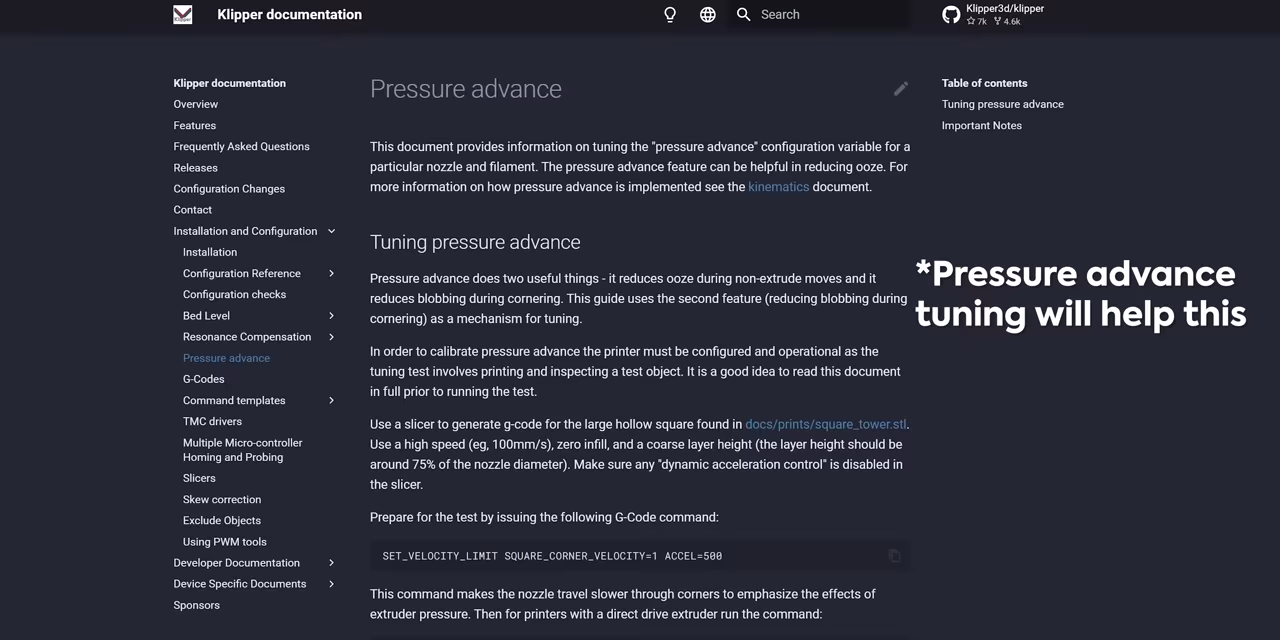 Klipper
Klipper documentation
Search
Klipper3d/klipper
7k 4.6k
Klipper documentation
Overview
Features
Frequently Asked Questions
Releases
Configuration Changes
Contact
Installation and Configuration
Installation
Configuration Reference
Configuration checks
Bed Level
Resonance Compensation
Pressure advance
G-Codes
Command templates
TMC drivers
Multiple Micro-controller
Homing and Probing
Slicers
Skew correction
Exclude Objects
Using PWM tools
Developer Documentation
Device Specific Documents
Sponsors
Pressure advance
This document provides information on tuning the "pressure advance" configuration variable for a
particular nozzle and filament. The pressure advance feature can be helpful in reducing ooze. For
more information on how pressure advance is implemented see the kinematics document.
Tuning pressure advance
Pressure advance does two useful things - it reduces ooze during non-extrude moves and it
reduces blobbing during cornering. This guide uses the second feature (reducing blobbing during
cornering) as a mechanism for tuning.
In order to calibrate pressure advance the printer must be configured and operational as the
tuning test involves printing and inspecting a test object. It is a good idea to read this document
in full prior to running the test.
Use a slicer to generate g-code for the large hollow square found in docs/prints/square_tower.stl.
Use a high speed (eg, 100mm/s), zero infill, and a coarse layer height (the layer height should be
around 75% of the nozzle diameter). Make sure any "dynamic acceleration control" is disabled in
the slicer.
Prepare for the test by issuing the following G-Code command:
SET_VELOCITY_LIMIT SQUARE_CORNER_VELOCITY=1 ACCEL=500
This command makes the nozzle travel slower through corners to emphasize the effects of
extruder pressure. Then for printers with a direct drive extruder run the command:
Table of contents
Tuning pressure advance
Important Notes
*Pressure advance
tuning will help this